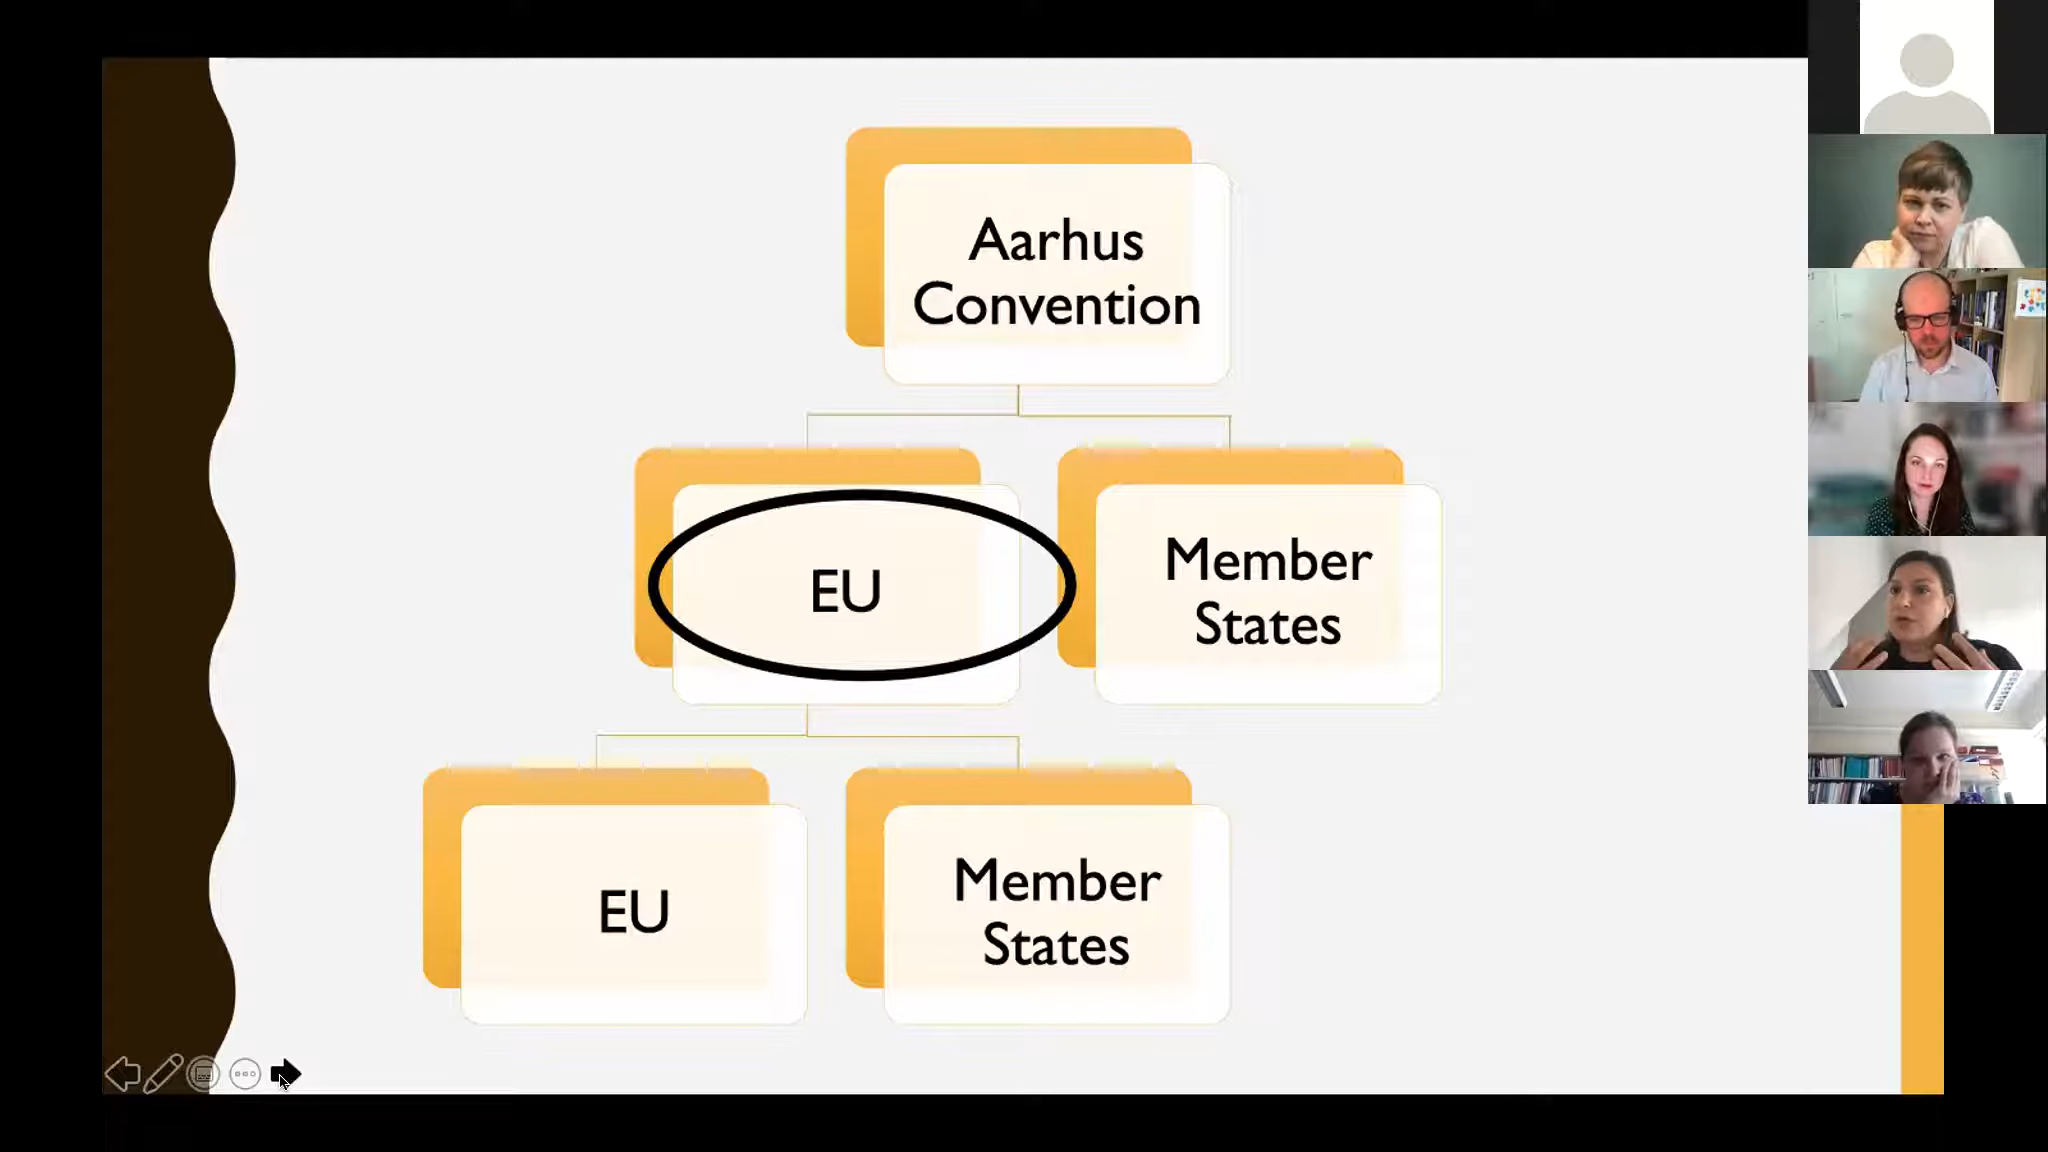 Aarhus
Convention
EU
Member
States
EU
Member
States